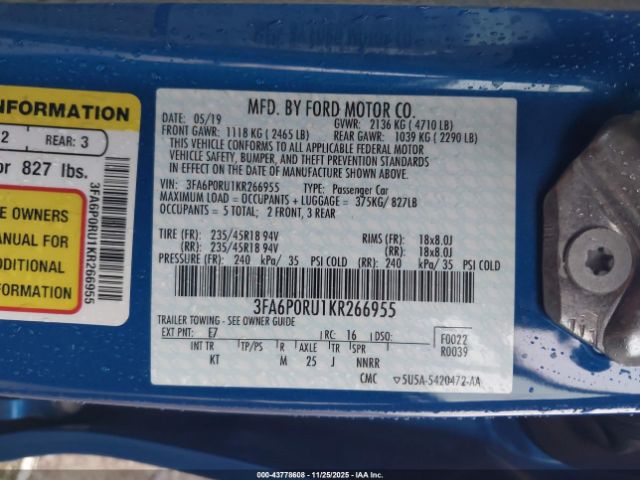 INFORMATION
2 REAR: 3
or 827 lbs.
E OWNERS
ANUAL FOR
DDITIONAL
FORMATION
3FA6P0RU1KR266955
MFD. BY FORD MOTOR CO.
DATE: 05/19 GVWR: 2136 KG ( 4710 LB)
FRONT GAWR: 1118 KG ( 2465 LB) REAR GAWR: 1039 KG ( 2290 LB)
THIS VEHICLE CONFORMS TO ALL APPLICABLE FEDERAL MOTOR
VEHICLE SAFETY, BUMPER, AND THEFT PREVENTION STANDARDS
IN EFFECT ON THE DATE OF MANUFACTURE SHOWN ABOVE.
VIN: 3FA6P0RU1KR266955 TYPE: Passenger Car
MAXIMUM LOAD = OCCUPANTS + LUGGAGE = 375KG/ 827LB
OCCUPANTS = 5 TOTAL; 2 FRONT, 3 REAR
TIRE (FR): 235/45R18 94V RIMS (FR): 18x8.0J
(RR): 235/45R18 94V (RR): 18x8.0J
PRESSURE (FR): 240 kPa/ 35 PSI COLD (RR): 240 kPa/ 35 PSI COLD
3FA6P0RU1KR266955
TRAILER TOWING - SEE OWNER GUIDE
EXT PNT: E7 RC: 16 DSO: F0022
R0039
INT TR TP/PS R AXLE TR SPR
KT M 25 J NNRR
CMC 5U5A-5420472-AA
000-43778608 - 11/25/2025 - IAA, Inc.